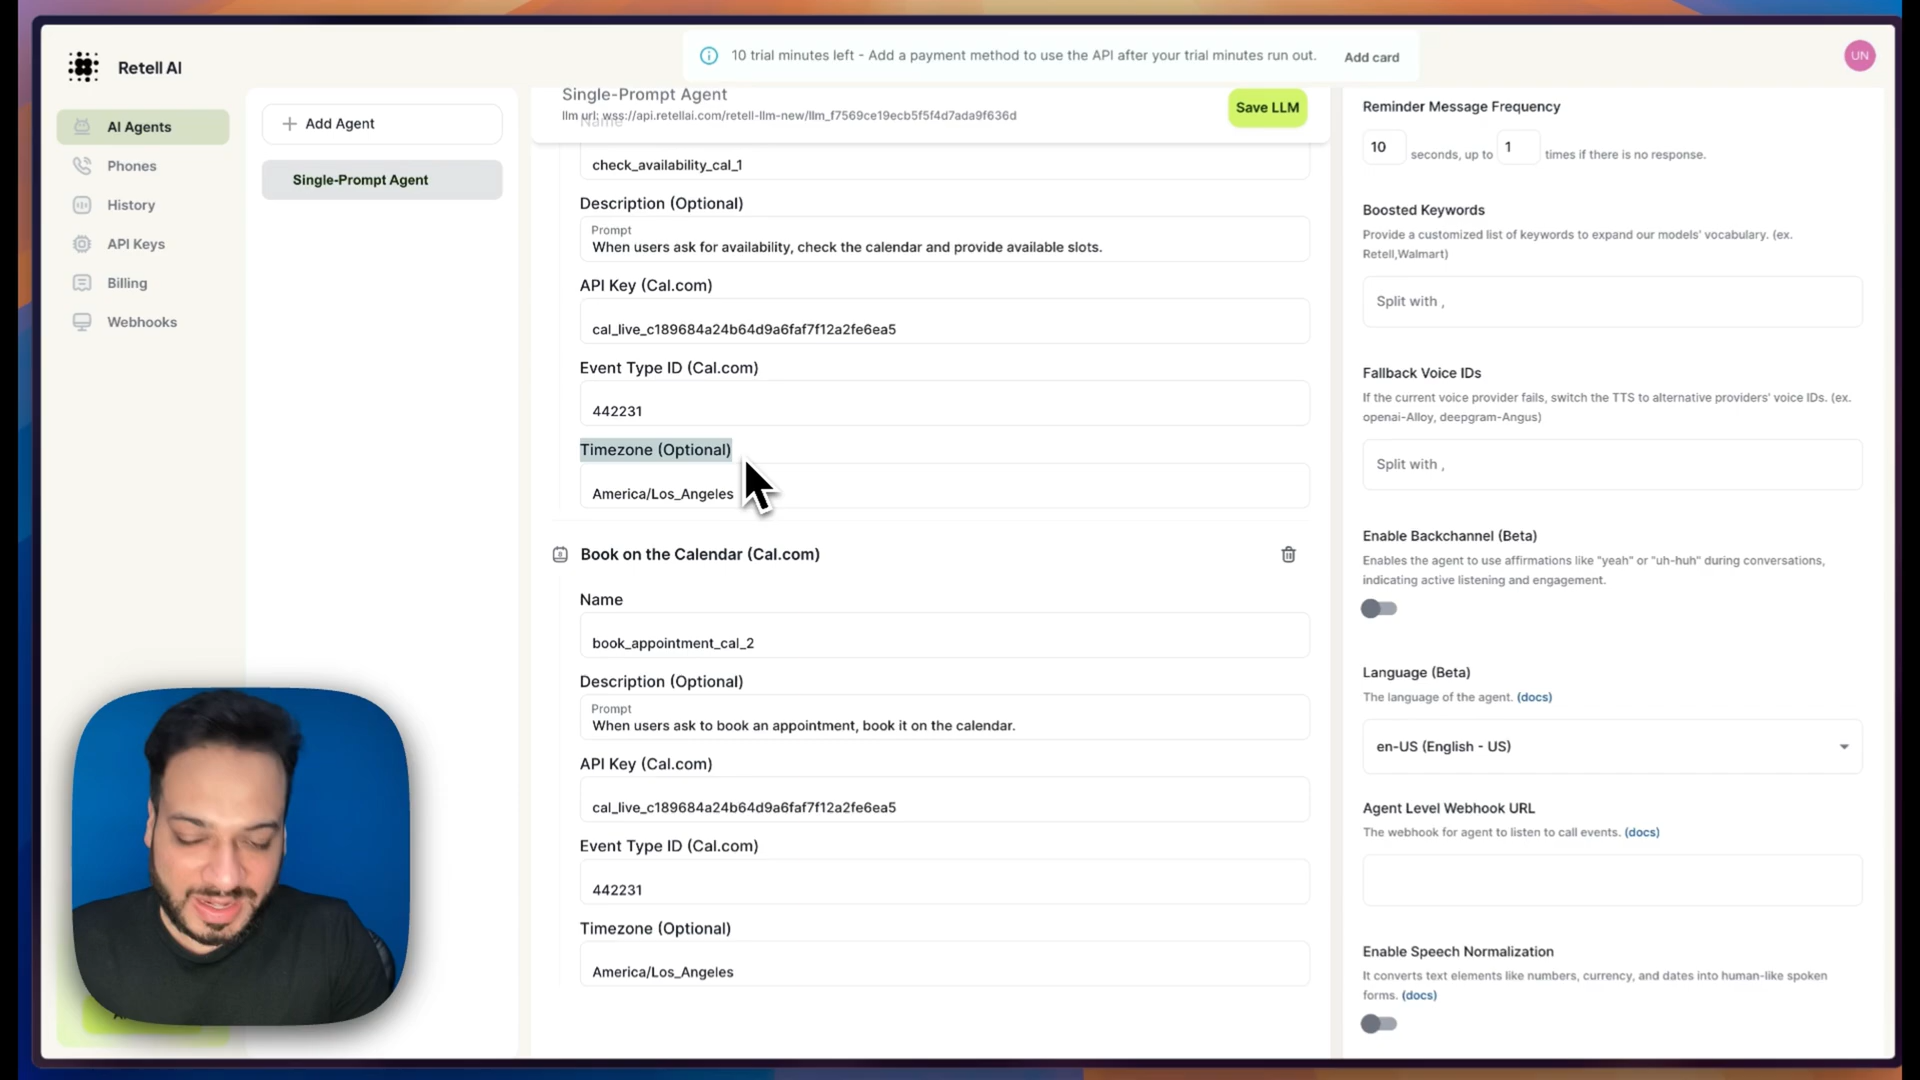 Retell AI
10 trial minutes left - Add a payment method to use the API after your trial minutes run out.
Add card
UN
AI Agents
Phones
History
API Keys
Billing
Webhooks
Add Agent
Single-Prompt Agent
Single-Prompt Agent
llm url: wss://api.retellai.com/retell-llm-new/llm_f7569ce19ecb5f5f4d7ada9f636d
Save LLM
Name
check_availability_cal_1
Description (Optional)
Prompt
When users ask for availability, check the calendar and provide available slots.
API Key (Cal.com)
cal_live_c189684a24b64d9a6faf7f12a2fe6ea5
Event Type ID (Cal.com)
442231
Timezone (Optional)
America/Los_Angeles
Book on the Calendar (Cal.com)
Name
book_appointment_cal_2
Description (Optional)
Prompt
When users ask to book an appointment, book it on the calendar.
API Key (Cal.com)
cal_live_c189684a24b64d9a6faf7f12a2fe6ea5
Event Type ID (Cal.com)
442231
Timezone (Optional)
America/Los_Angeles
Reminder Message Frequency
10 seconds, up to 1 times if there is no response.
Boosted Keywords
Provide a customized list of keywords to expand our models' vocabulary. (ex.
Retell,Walmart)
Split with ,
Fallback Voice IDs
If the current voice provider fails, switch the TTS to alternative providers' voice IDs. (ex.
openai-Alloy, deepgram-Angus)
Split with ,
Enable Backchannel (Beta)
Enables the agent to use affirmations like "yeah" or "uh-huh" during conversations,
indicating active listening and engagement.
Language (Beta)
The language of the agent. (docs)
en-US (English - US)
Agent Level Webhook URL
The webhook for agent to listen to call events. (docs)
Enable Speech Normalization
It converts text elements like numbers, currency, and dates into human-like spoken
forms. (docs)